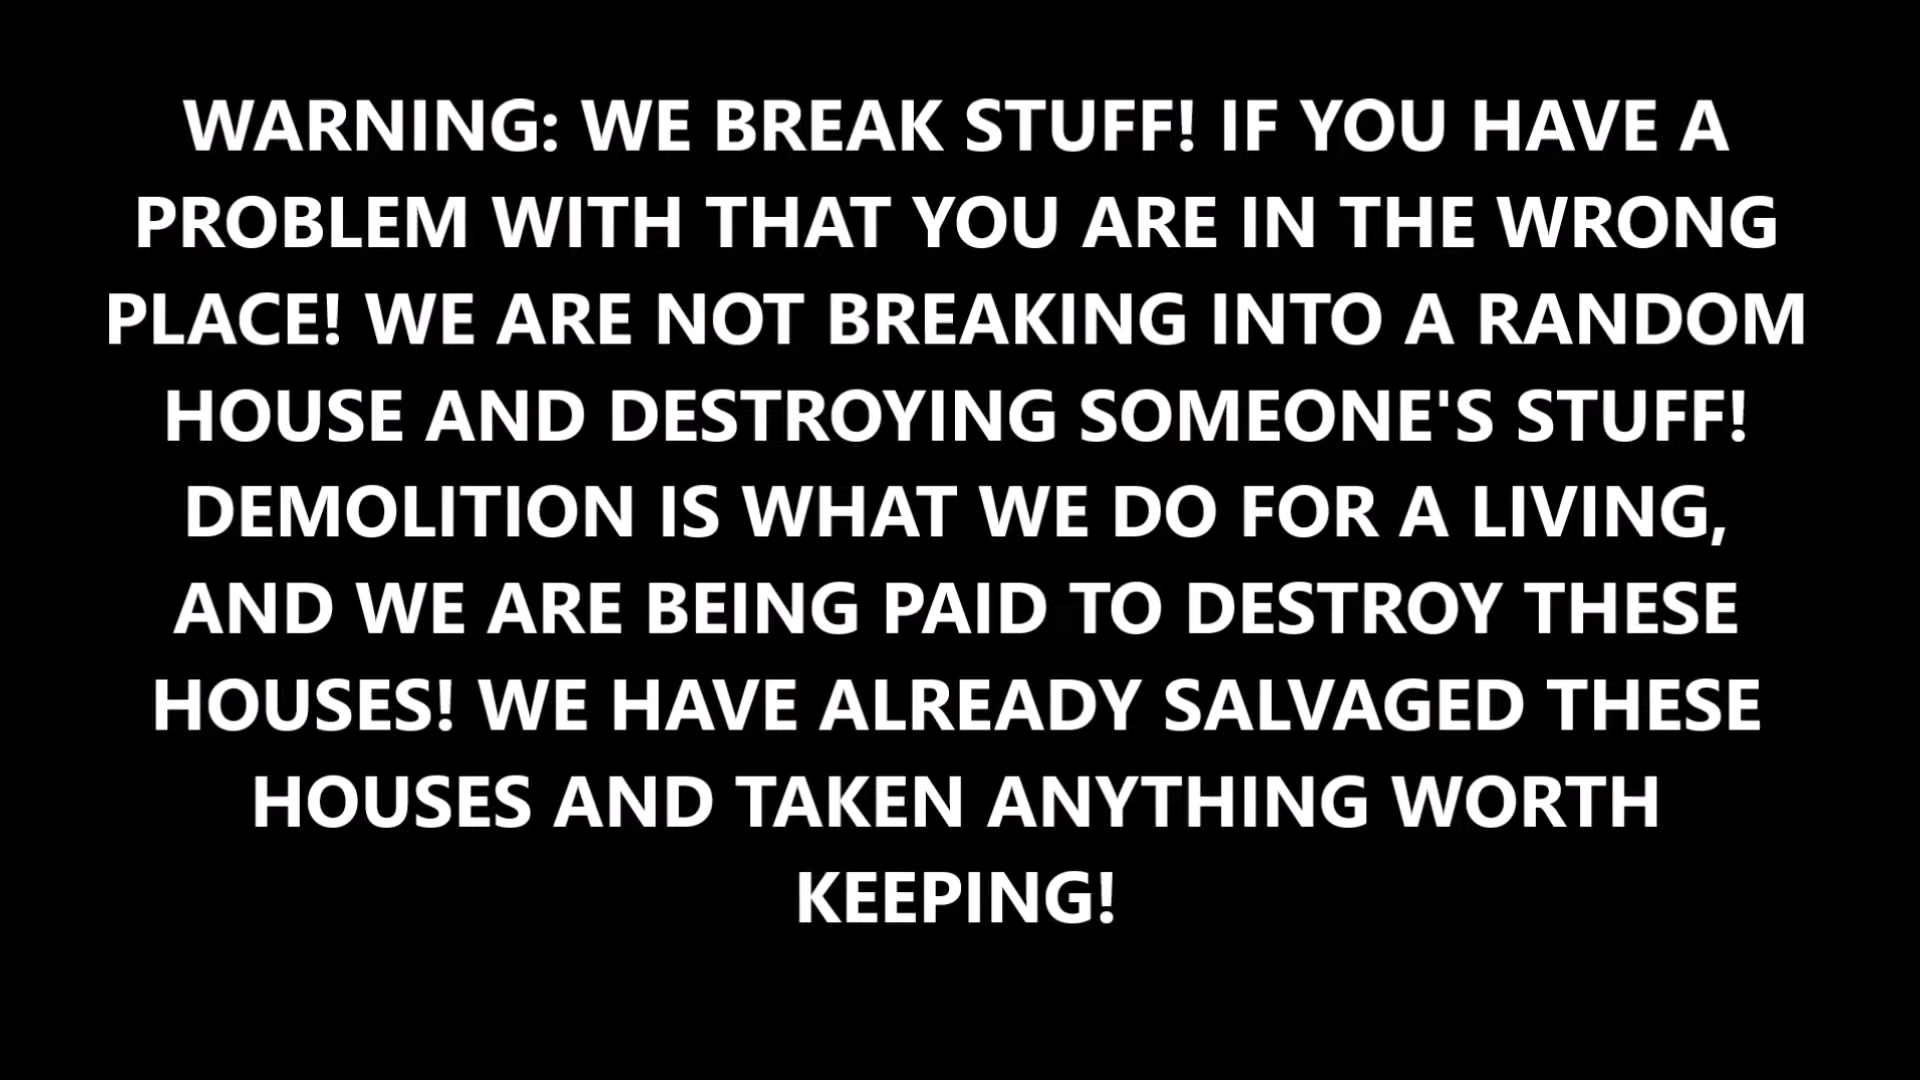 WARNING: WE BREAK STUFF! IF YOU HAVE A
PROBLEM WITH THAT YOU ARE IN THE WRONG
PLACE! WE ARE NOT BREAKING INTO A RANDOM
HOUSE AND DESTROYING SOMEONE'S STUFF!
DEMOLITION IS WHAT WE DO FOR A LIVING,
AND WE ARE BEING PAID TO DESTROY THESE
HOUSES! WE HAVE ALREADY SALVAGED THESE
HOUSES AND TAKEN ANYTHING WORTH
KEEPING!